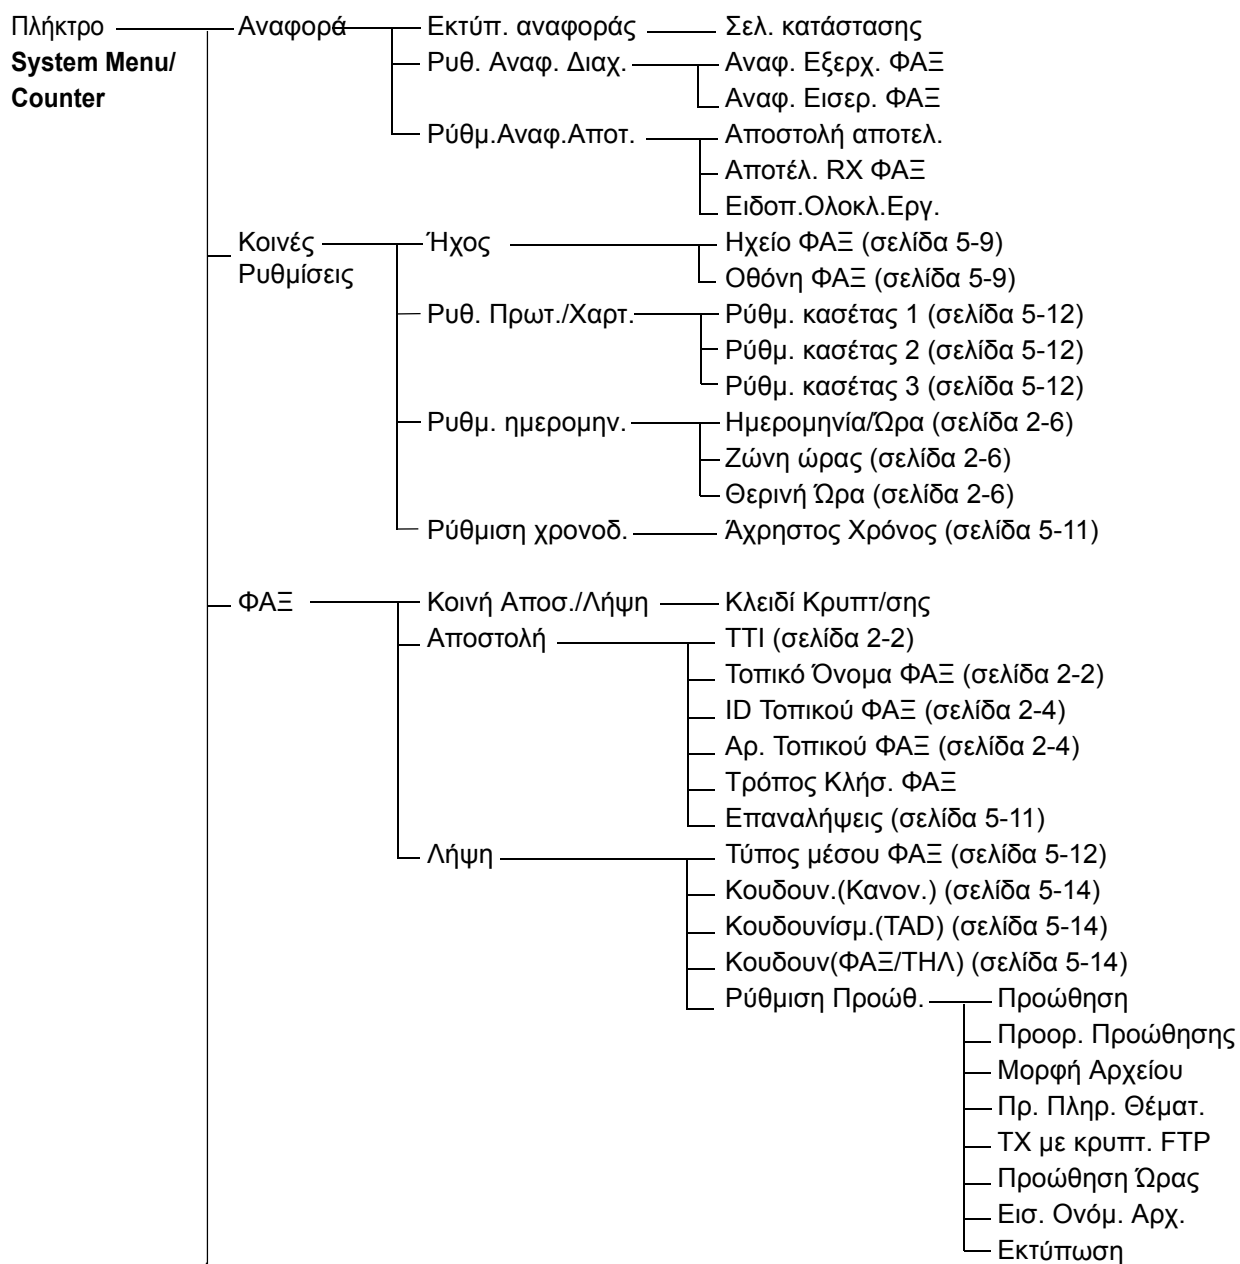 Πλήκτρο
System Menu/
Counter
Αναφορά
Εκτύπ. αναφοράς
Σελ. κατάστασης
Ρυθ. Αναφ. Διαχ.
Αναφ. Εξερχ. ΦΑΞ
Αναφ. Εισερ. ΦΑΞ
Ρύθμ.Αναφ.Αποτ.
Αποστολή αποτελ.
Αποτέλ. RX ΦΑΞ
Ειδοπ.Ολοκλ.Εργ.
Κοινές
Ρυθμίσεις
Ήχος
Ηχείο ΦΑΞ (σελίδα 5-9)
Οθόνη ΦΑΞ (σελίδα 5-9)
Ρυθ. Πρωτ./Χαρτ.
Ρύθμ. κασέτας 1 (σελίδα 5-12)
Ρύθμ. κασέτας 2 (σελίδα 5-12)
Ρύθμ. κασέτας 3 (σελίδα 5-12)
Ρυθμ. ημερομην.
Ημερομηνία/Ώρα (σελίδα 2-6)
Ζώνη ώρας (σελίδα 2-6)
Θερινή Ώρα (σελίδα 2-6)
Ρύθμιση χρονοδ.
Άχρηστος Χρόνος (σελίδα 5-11)
ΦΑΞ
Κοινή Αποσ./Λήψη
Κλειδί Κρυπτ/σης
Αποστολή
TTI (σελίδα 2-2)
Τοπικό Όνομα ΦΑΞ (σελίδα 2-2)
ID Τοπικού ΦΑΞ (σελίδα 2-4)
Αρ. Τοπικού ΦΑΞ (σελίδα 2-4)
Τρόπος Κλήσ. ΦΑΞ
Επαναλήψεις (σελίδα 5-11)
Λήψη
Τύπος μέσου ΦΑΞ (σελίδα 5-12)
Κουδουν.(Κανον.) (σελίδα 5-14)
Κουδουνίσμ.(TAD) (σελίδα 5-14)
Κουδουν(ΦΑΞ/ΤΗΛ) (σελίδα 5-14)
Ρύθμιση Προώθ.
Προώθηση
Προορ. Προώθησης
Μορφή Αρχείου
Πρ. Πληρ. Θέματ.
TX με κρυπτ. FTP
Προώθηση Ώρας
Εισ. Ονόμ. Αρχ.
Εκτύπωση